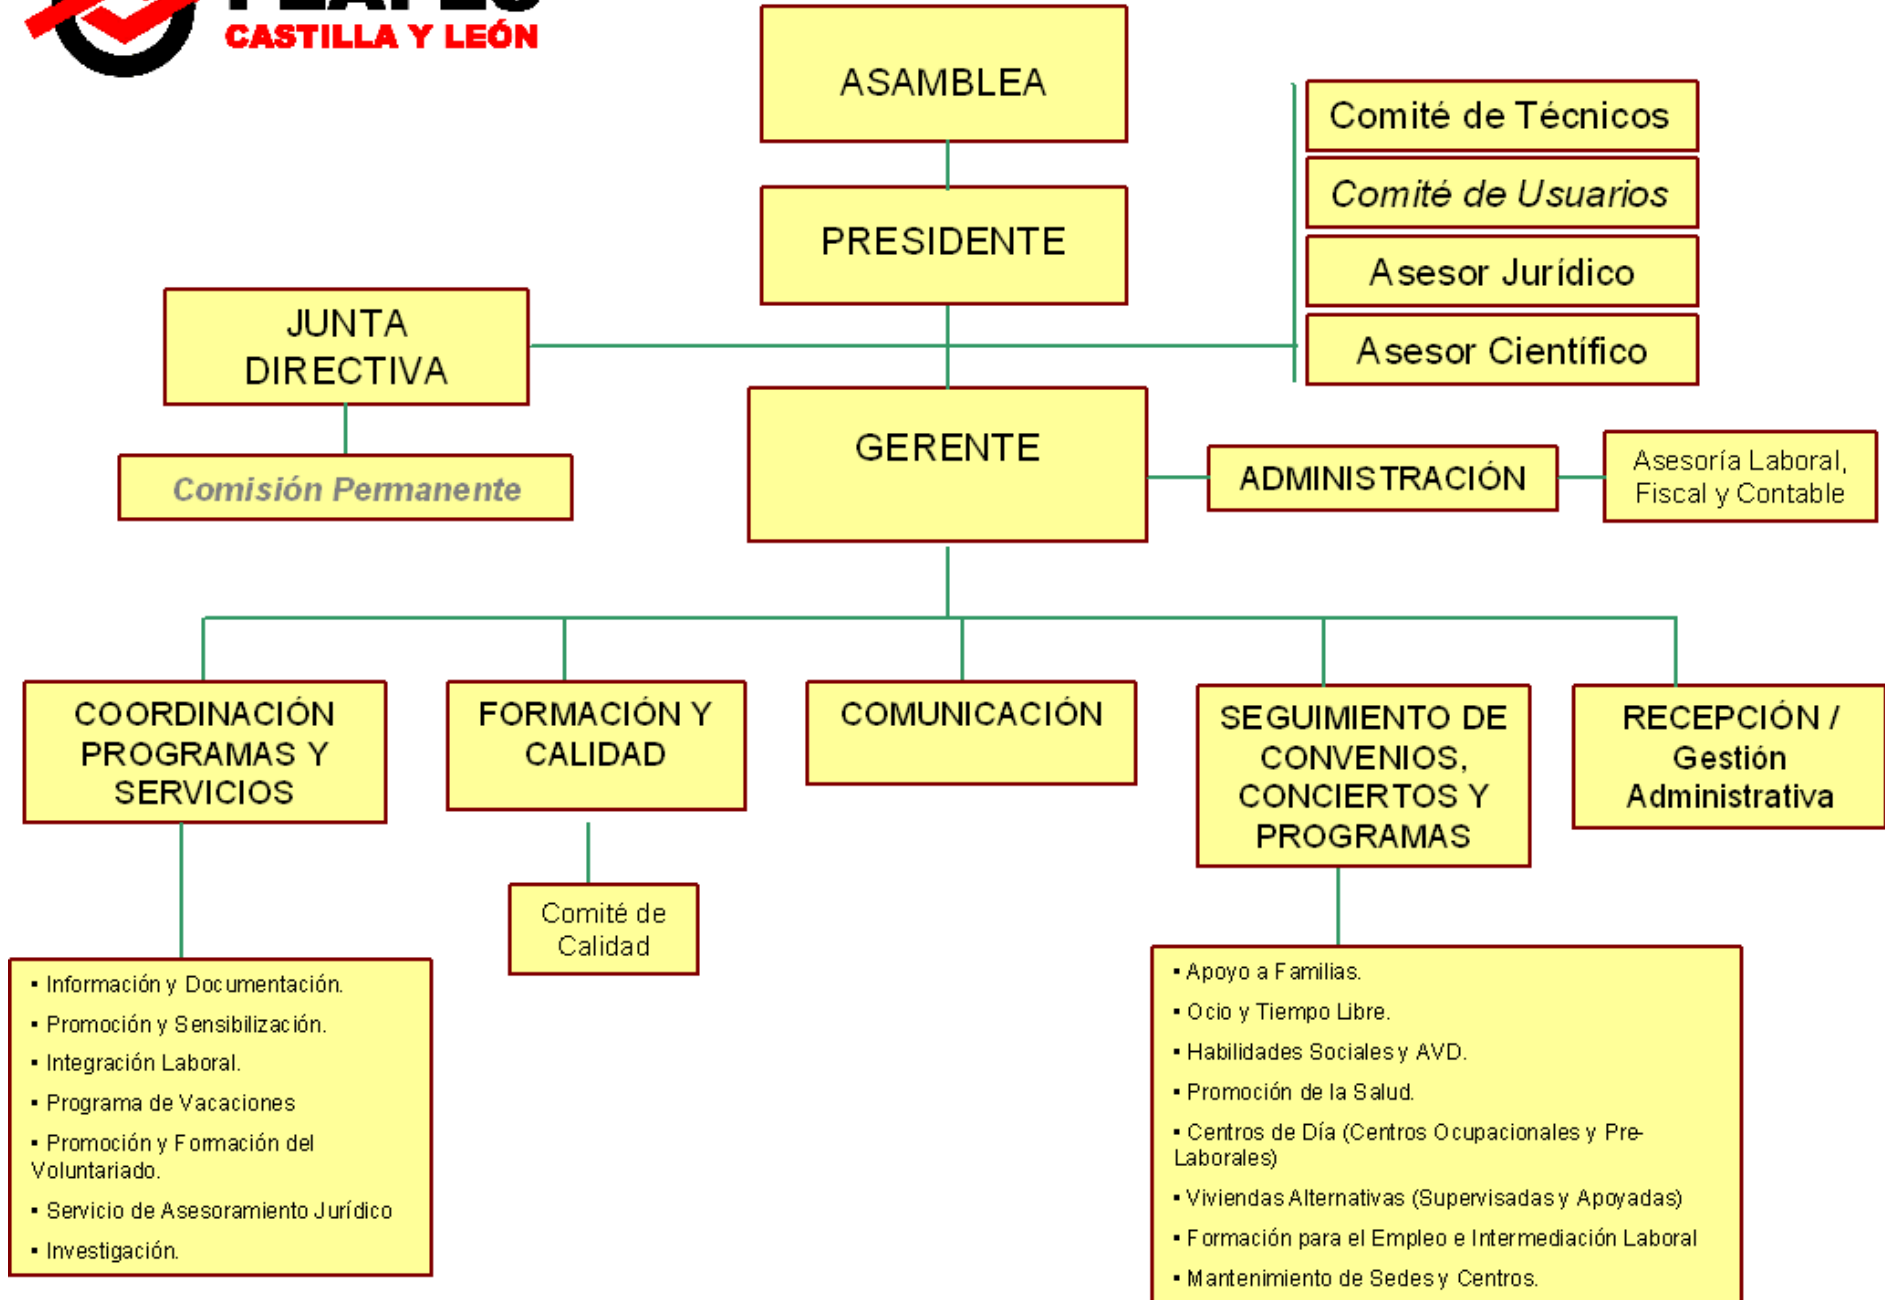 CASTILLA Y LEÓN
ASAMBLEA
PRESIDENTE
Comité de Técnicos
Comité de Usuarios
Asesor Jurídico
Asesor Científico
JUNTA
DIRECTIVA
Comisión Permanente
GERENTE
ADMINISTRACIÓN
Asesoría Laboral,
Fiscal y Contable
COORDINACIÓN
PROGRAMAS Y
SERVICIOS
FORMACIÓN Y
CALIDAD
COMUNICACIÓN
SEGUIMIENTO DE
CONVENIOS,
CONCIERTOS Y
PROGRAMAS
RECEPCIÓN /
Gestión
Administrativa
Comité de
Calidad
▪ Información y Documentación.
▪ Promoción y Sensibilización.
▪ Integración Laboral.
▪ Programa de Vacaciones
▪ Promoción y Formación del
Voluntariado.
▪ Servicio de Asesoramiento Jurídico
▪ Investigación.
▪ Apoyo a Familias.
▪ Ocio y Tiempo Libre.
▪ Habilidades Sociales y AVD.
▪ Promoción de la Salud.
▪ Centros de Día (Centros Ocupacionales y Pre-
Laborales)
▪ Viviendas Alternativas (Supervisadas y Apoyadas)
▪ Formación para el Empleo e Intermediación Laboral
▪ Mantenimiento de Sedes y Centros.